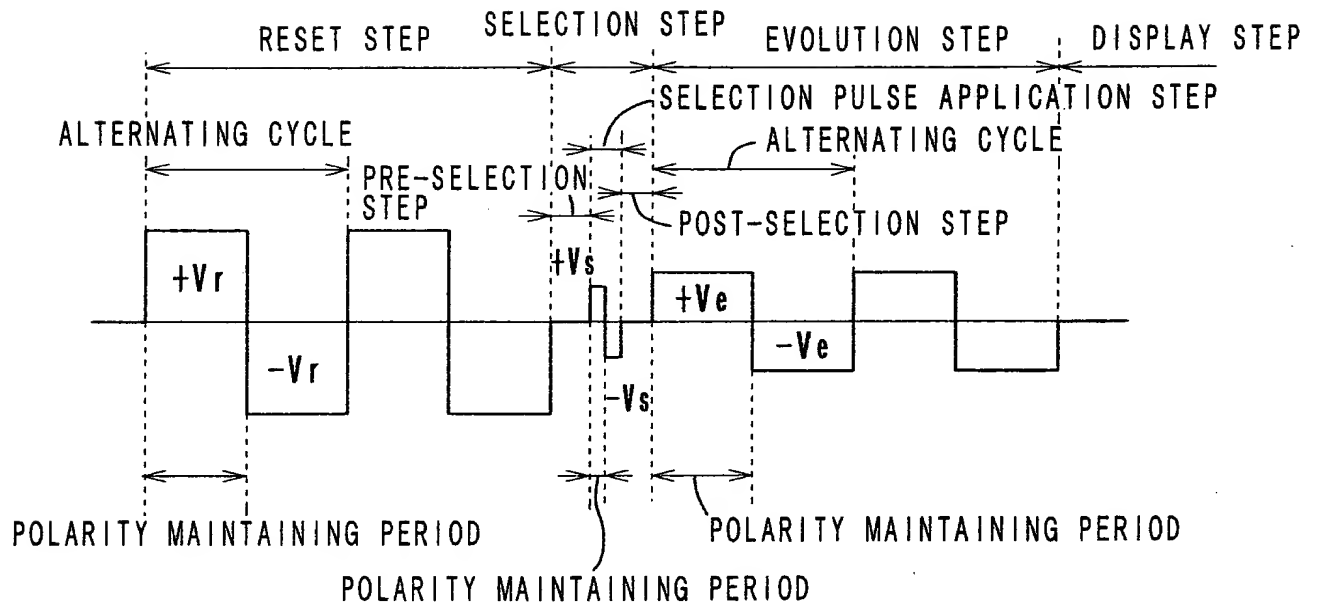 RESET STEP
SELECTION STEP
EVOLUTION STEP
DISPLAY STEP
SELECTION PULSE APPLICATION STEP
ALTERNATING CYCLE
ALTERNATING CYCLE
PRE-SELECTION
STEP
POST-SELECTION STEP
+Vr
-Vr
+Vs
-Vs
+Ve
-Ve
POLARITY MAINTAINING PERIOD
POLARITY MAINTAINING PERIOD
POLARITY MAINTAINING PERIOD